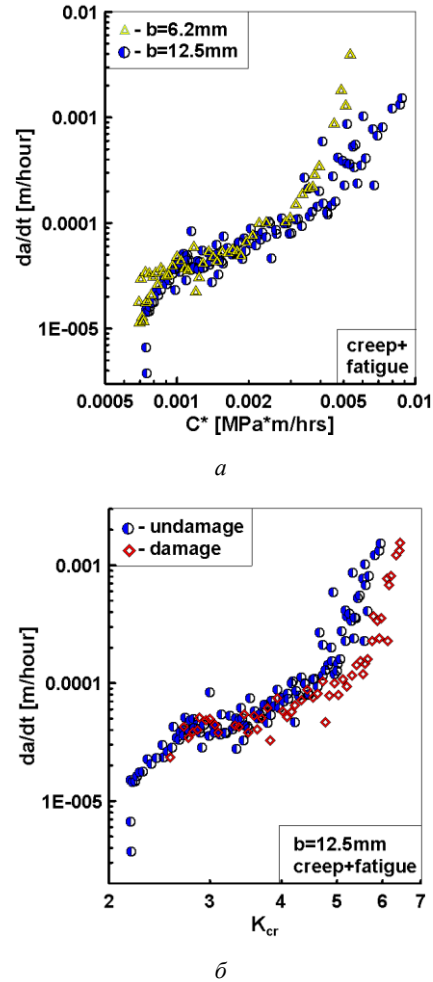 - b=6.2mm
- b=12.5mm
da/dt [m/hour]
0.001
0.0001
1E-005
creep+
fatigue
0.0005 0.001 0.002 0.005 0.01
C* [MPa*m/hrs]
а
- undamage
- damage
da/dt [m/hour]
0.001
0.0001
1E-005
b=12.5mm
creep+fatigue
2 3 4 5 6 7
Kcr
б